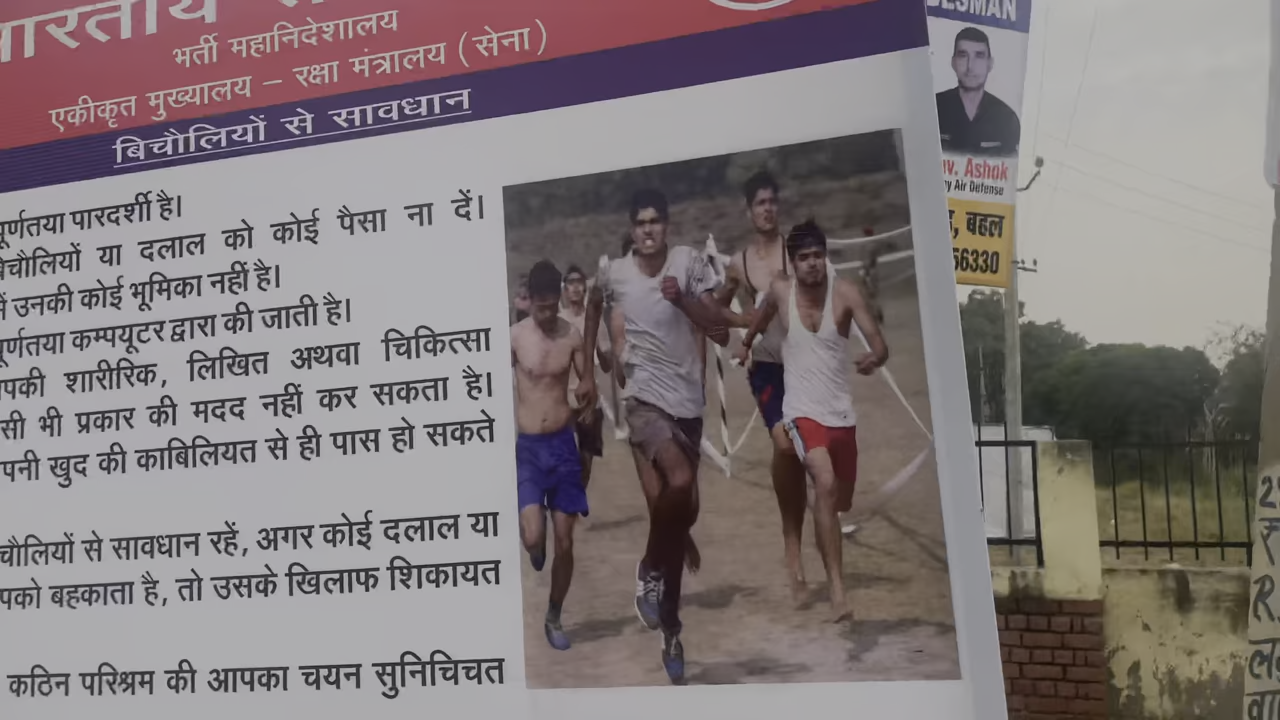 भर्ती महानिदेशालय
एकीकृत मुख्यालय – रक्षा मंत्रालय (सेना)
बिचौलियों से सावधान
पूर्णतया पारदर्शी है।
बिचौलियों या दलाल को कोई पैसा ना दें।
में उनकी कोई भूमिका नहीं है।
पूर्णतया कम्पयूटर द्वारा की जाती है।
पकी शारीरिक, लिखित अथवा चिकित्सा
सी भी प्रकार की मदद नहीं कर सकता है।
पनी खुद की काबिलियत से ही पास हो सकते
चौलियों से सावधान रहें, अगर कोई दलाल या
पको बहकाता है, तो उसके खिलाफ शिकायत
कठिन परिश्रम की आपका चयन सुनिचिचत
Ashok
Air Defense
बहल
56330